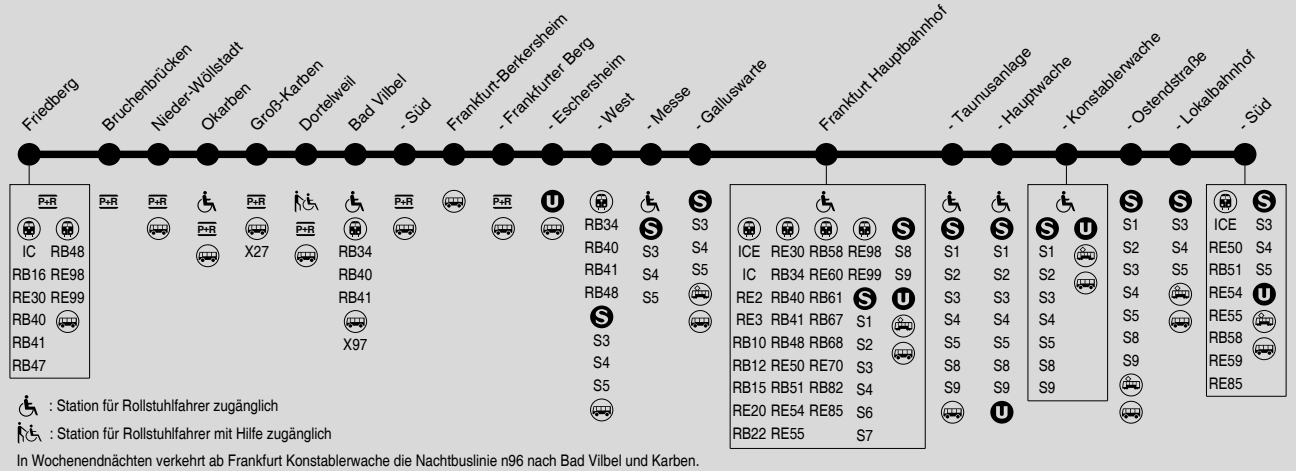 Friedberg
Bruchenbrücken
Nieder-Wöllstadt
Okarben
Groß-Karben
Dortelweil
Bad Vilbel
- Süd
Frankfurt-Berkersheim
- Frankfurter Berg
- Eschersheim
- West
- Messe
- Galluswarte
Frankfurt Hauptbahnhof
- Taunusanlage
- Hauptwache
- Konstablerwache
- Ostendstraße
- Lokalbahnhof
- Süd
P+R
IC RB48
RB16 RE98
RE30 RE99
RB40
RB41
RB47
P+R
P+R
P+R
P+R
X27
P+R
RB34
RB40
RB41
X97
P+R
P+R
U
RB34
RB40
RB41
RB48
S
S3
S4
S5
S
S3
S4
S5
S
S3
S4
S5
S
ICE RE30 RB58 RE98 S8
IC RB34 RE60 RE99 S9
RE2 RB40 RB61 S U
RE3 RB41 RB67 S1
RB10 RB48 RB68 S2
RB12 RE50 RE70 S3
RB15 RB51 RB82 S4
RE20 RE54 RE85 S6
RB22 RE55 S7
S
S1
S2
S3
S4
S5
S8
S9
S
S1
S2
S3
S4
S5
S8
S9
U
S U
S1
S2
S3
S4
S5
S8
S9
S
S1
S2
S3
S4
S5
S8
S9
S
S3
S4
S5
S
ICE S3
RE50 S4
RB51 S5
RE54 U
RE55
RB58
RE59
RE85
: Station für Rollstuhlfahrer zugänglich
: Station für Rollstuhlfahrer mit Hilfe zugänglich
In Wochenendnächten verkehrt ab Frankfurt Konstablerwache die Nachtbuslinie n96 nach Bad Vilbel und Karben.